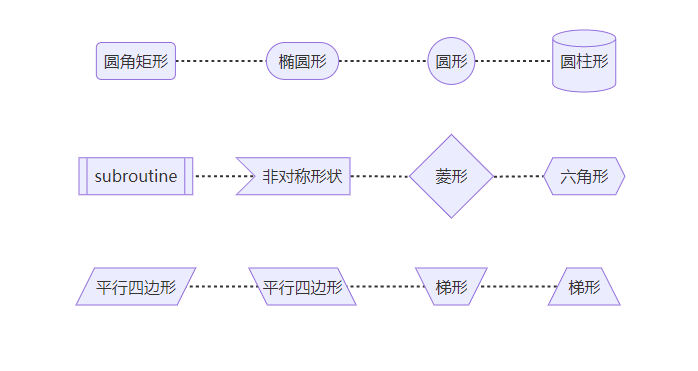 圆角矩形 椭圆形 圆形 圆柱形
subroutine 非对称形状 菱形 六角形
平行四边形 平行四边形 梯形 梯形